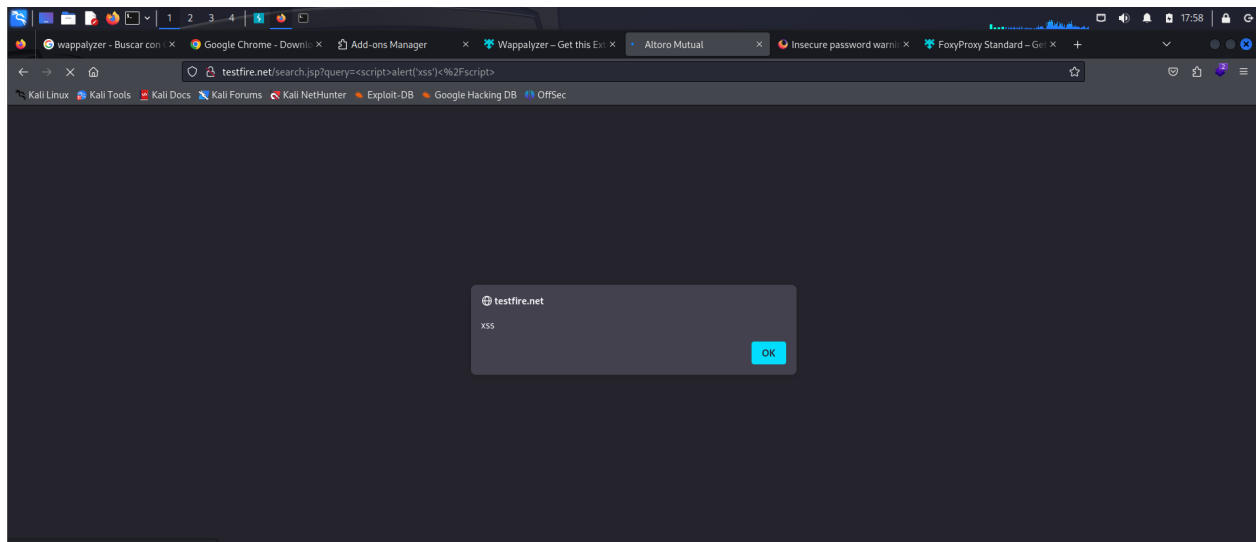 1 2 3 4 17:58
wappalyzer - Buscar con G Google Chrome - Downlo Add-ons Manager Wappalyzer – Get this Ext Altoro Mutual Insecure password warnin FoxyProxy Standard – Get
testfire.net/search.jsp?query=<script>alert('xss')<%2Fscript> 2
Kali Linux Kali Tools Kali Docs Kali Forums Kali NetHunter Exploit-DB Google Hacking DB OffSec
testfire.net
xss
OK